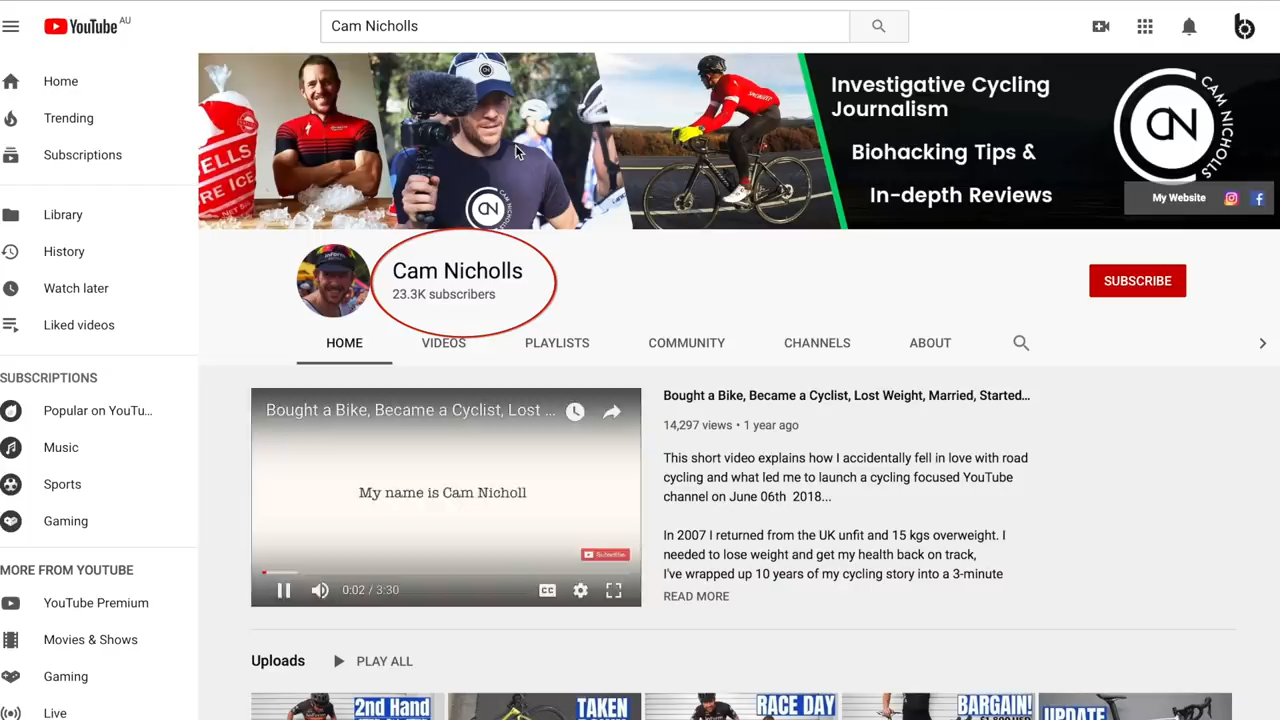 YouTube AU
Cam Nicholls
Home
Trending
Subscriptions
Library
History
Watch later
Liked videos
SUBSCRIPTIONS
Popular on YouTu...
Music
Sports
Gaming
MORE FROM YOUTUBE
YouTube Premium
Movies & Shows
Gaming
Live
ELLS
RE ICE
CN
CAM NICHOLLS
Investigative Cycling
Journalism
Biohacking Tips &
In-depth Reviews
CN
CAM NICHOLLS
My Website
Cam Nicholls
23.3K subscribers
SUBSCRIBE
HOME VIDEOS PLAYLISTS COMMUNITY CHANNELS ABOUT
Bought a Bike, Became a Cyclist, Lost ...
My name is Cam Nicholl
Subscribe
0:02 / 3:30
CC
Bought a Bike, Became a Cyclist, Lost Weight, Married, Started...
14,297 views • 1 year ago
This short video explains how I accidentally fell in love with road
cycling and what led me to launch a cycling focused YouTube
channel on June 06th 2018...
In 2007 I returned from the UK unfit and 15 kgs overweight. I
needed to lose weight and get my health back on track,
I've wrapped up 10 years of my cycling story into a 3-minute
READ MORE
Uploads PLAY ALL
2nd Hand
TAKEN
RACE DAY
BARGAIN!
UPDATE